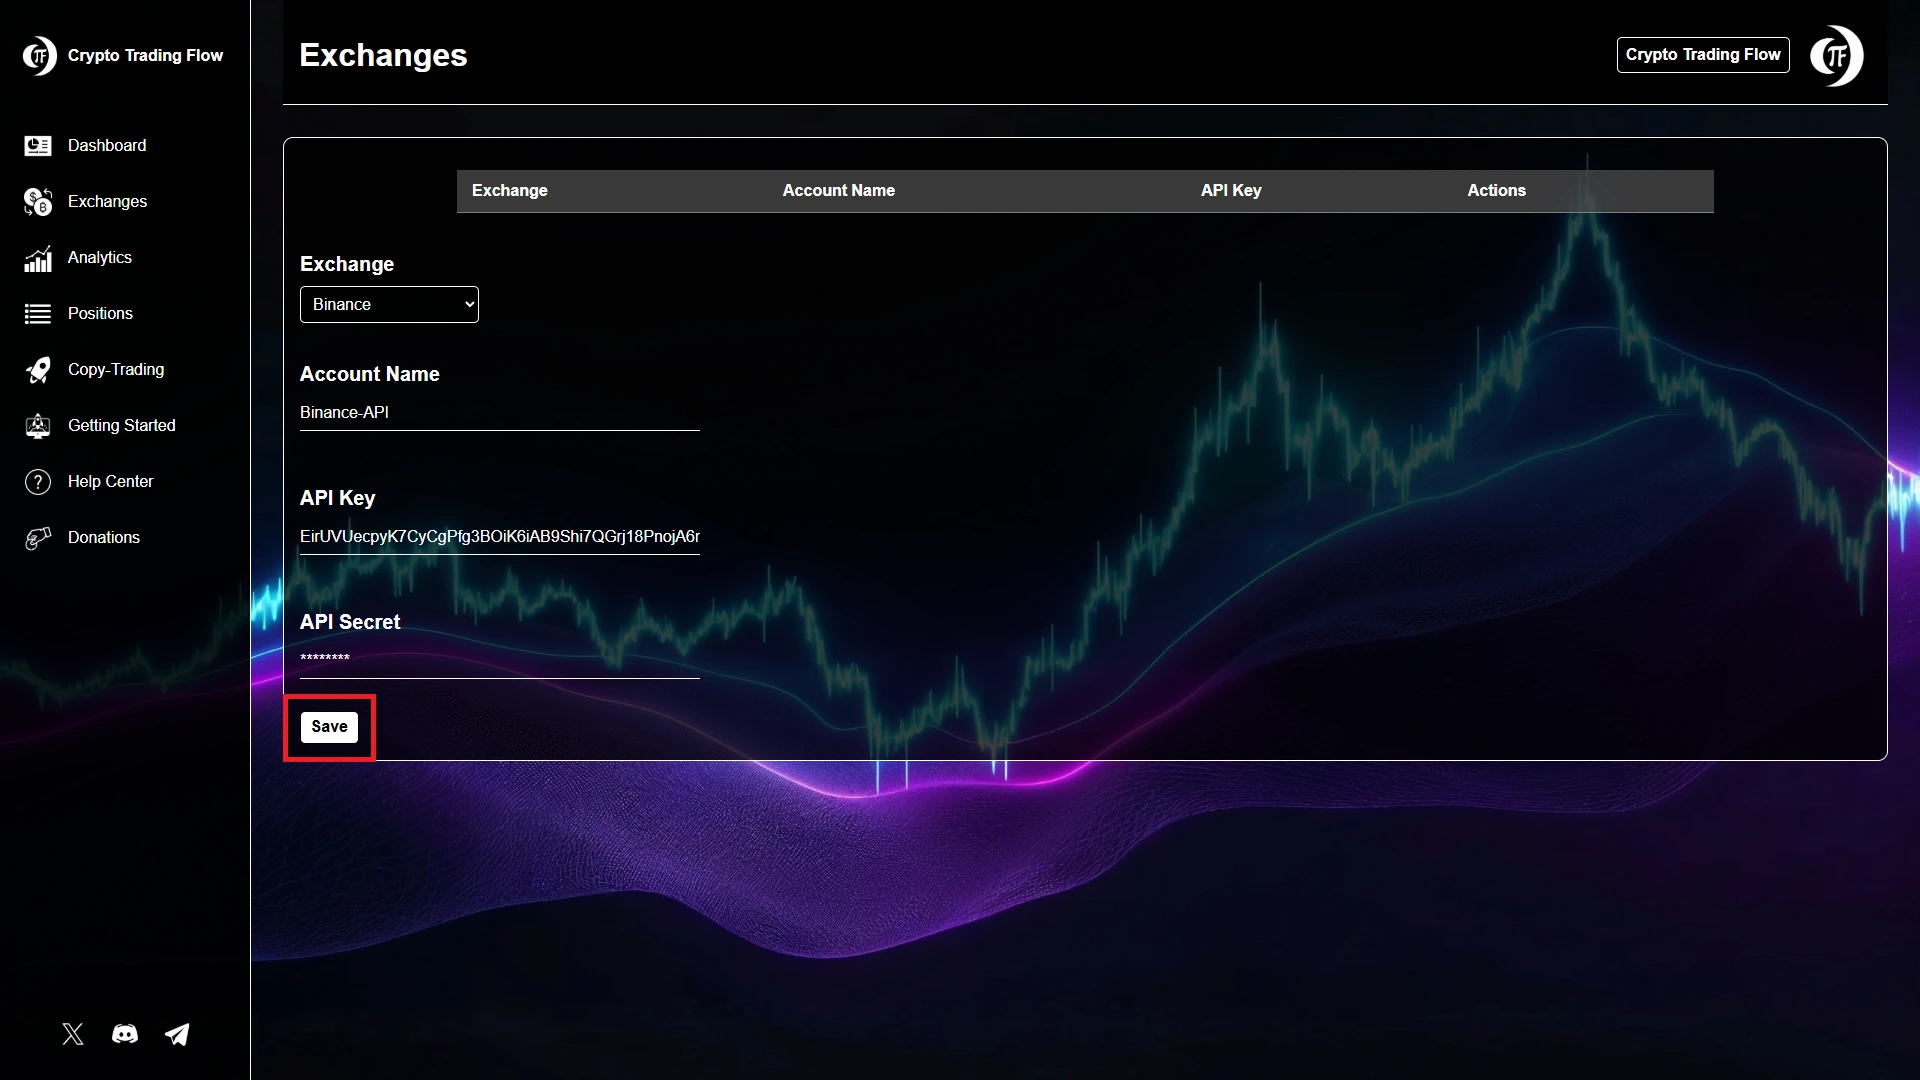 Crypto Trading Flow
Exchanges
Crypto Trading Flow
Dashboard
Exchanges
Analytics
Positions
Copy-Trading
Getting Started
Help Center
Donations
Exchange Account Name API Key Actions
Exchange
Binance
Account Name
Binance-API
API Key
EirUVUecpyK7CyCgPfg3BOiK6iAB9Shi7QGrj18PnojA6r
API Secret
********
Save